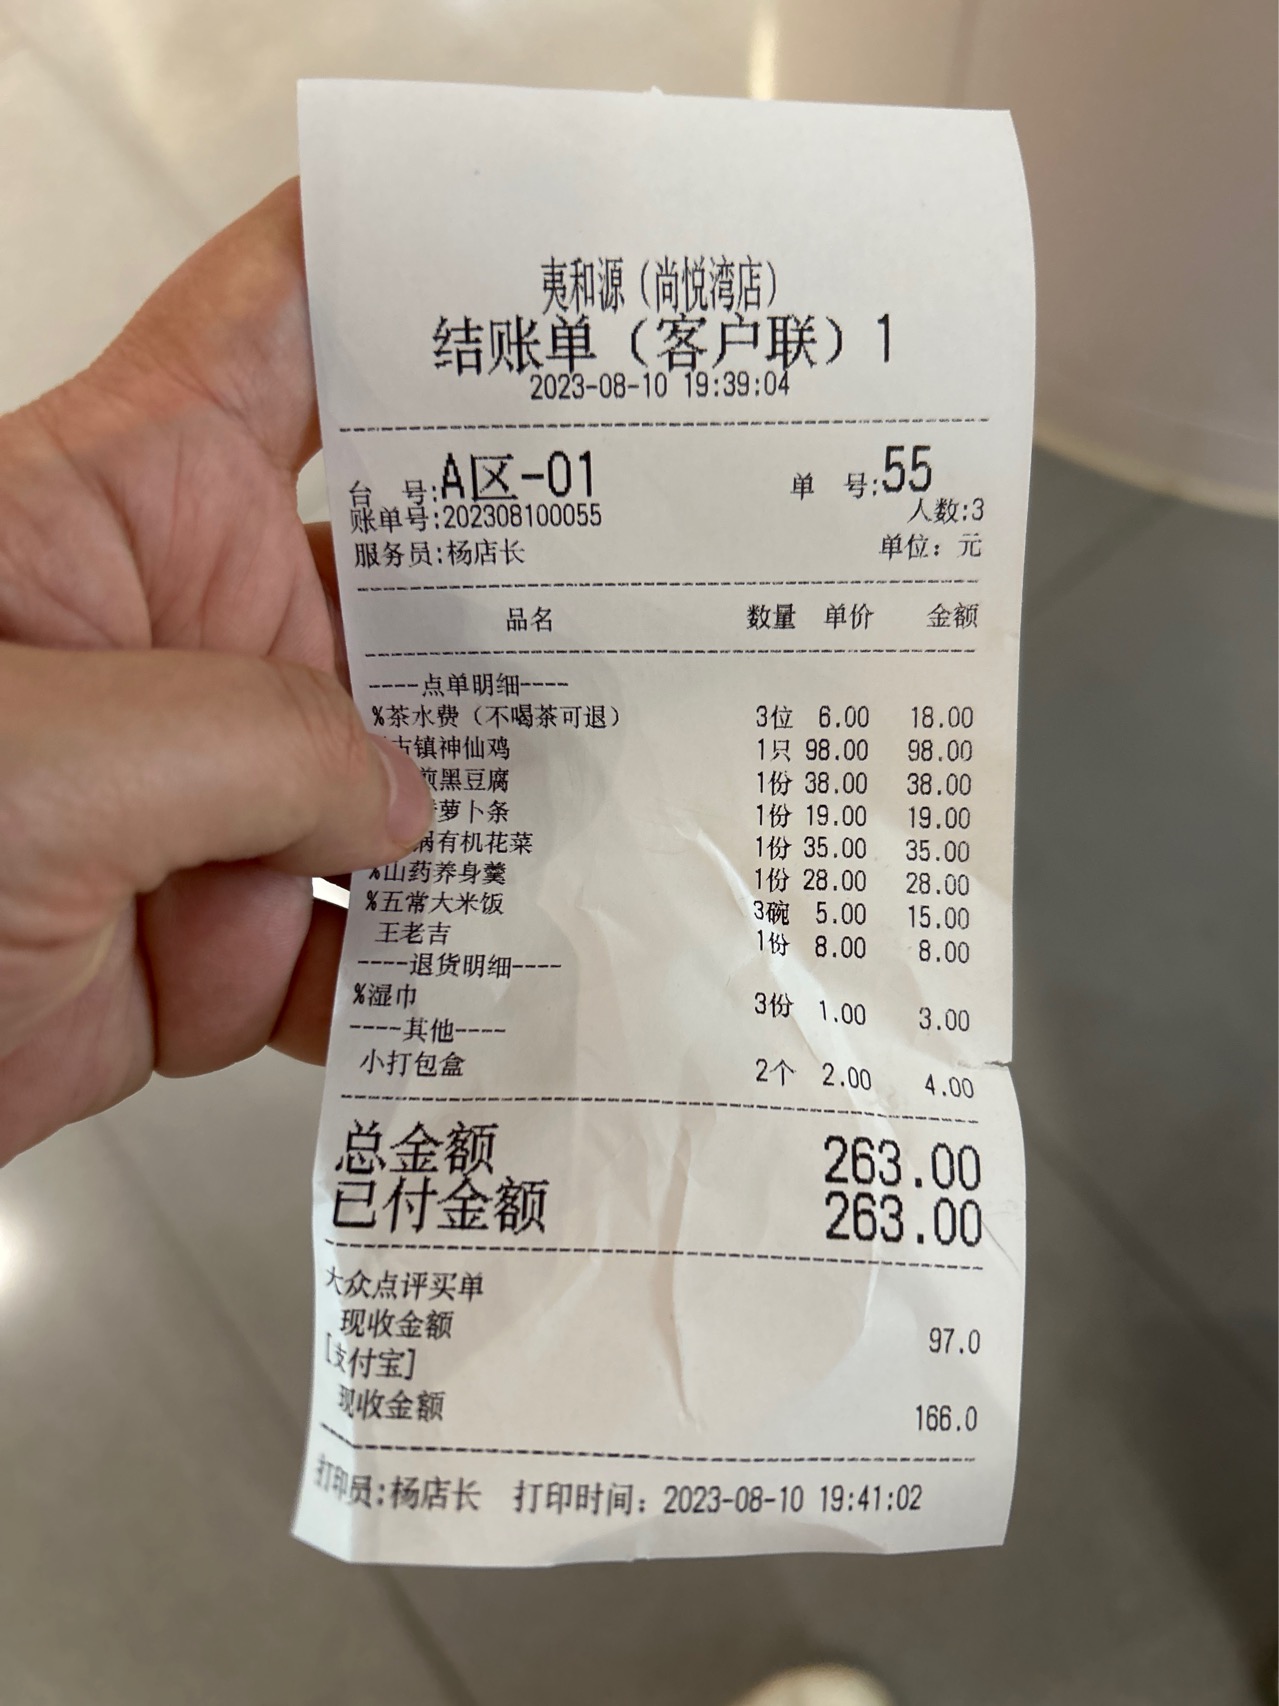 夷和源（尚悦湾店）
结账单（客户联）1
2023-08-10 19:39:04
台 号:A区-01 单 号:55
账单号:202308100055 人数:3
服务员:杨店长 单位：元
品名 数量 单价 金额
----点单明细----
%茶水费（不喝茶可退） 3位 6.00 18.00
古镇神仙鸡 1只 98.00 98.00
煎黑豆腐 1份 38.00 38.00
萝卜条 1份 19.00 19.00
锅有机花菜 1份 35.00 35.00
%山药养身羹 1份 28.00 28.00
%五常大米饭 3碗 5.00 15.00
王老吉 1份 8.00 8.00
----退货明细----
%湿巾 3份 1.00 3.00
----其他----
小打包盒 2个 2.00 4.00
总金额 263.00
已付金额 263.00
大众点评买单
现收金额 97.0
[支付宝]
现收金额 166.0
打印员:杨店长 打印时间：2023-08-10 19:41:02